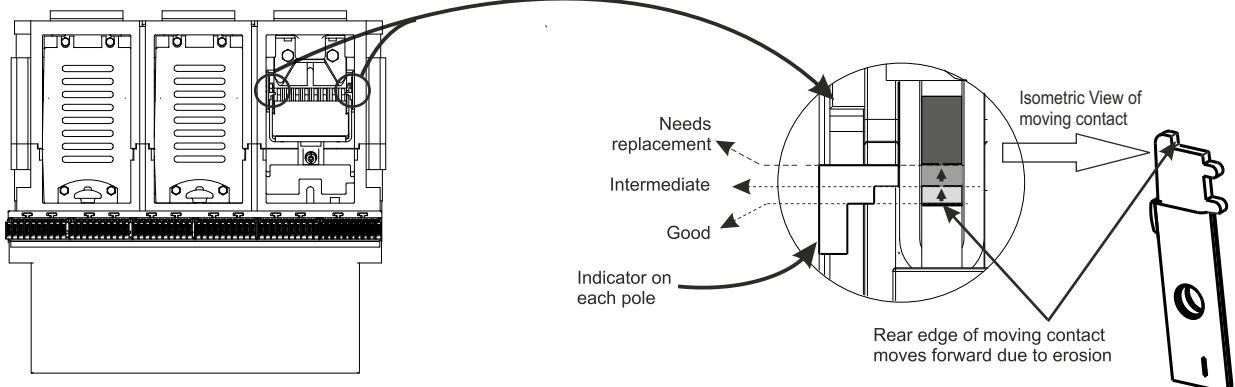 Needs
replacement
Intermediate
Good
Indicator on
each pole
Isometric View of
moving contact
Rear edge of moving contact
moves forward due to erosion